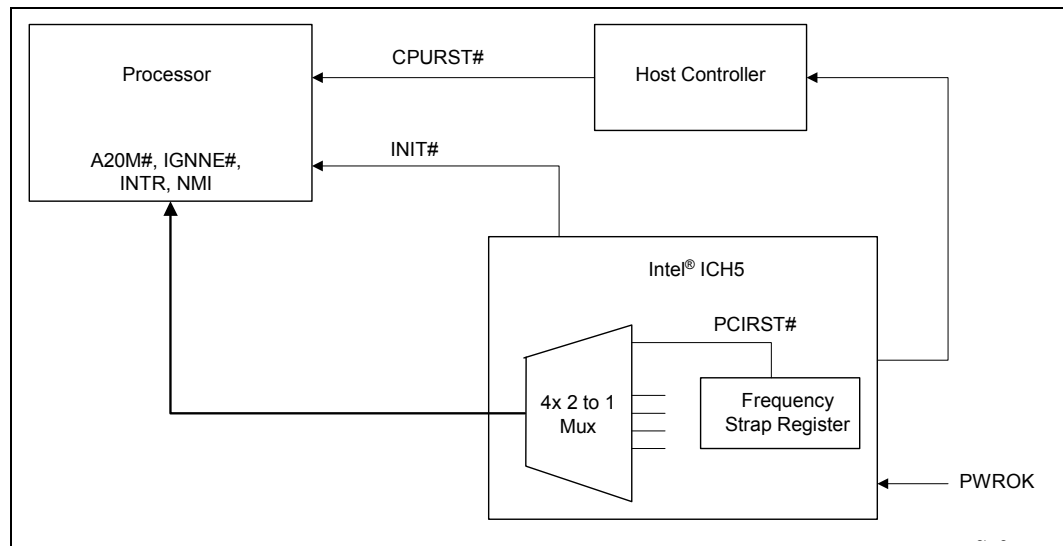 Processor
CPURST#
Host Controller
INIT#
A20M#, IGNNE#,
INTR, NMI
Intel® ICH5
PCIRST#
4x 2 to 1
Mux
Frequency
Strap Register
PWROK